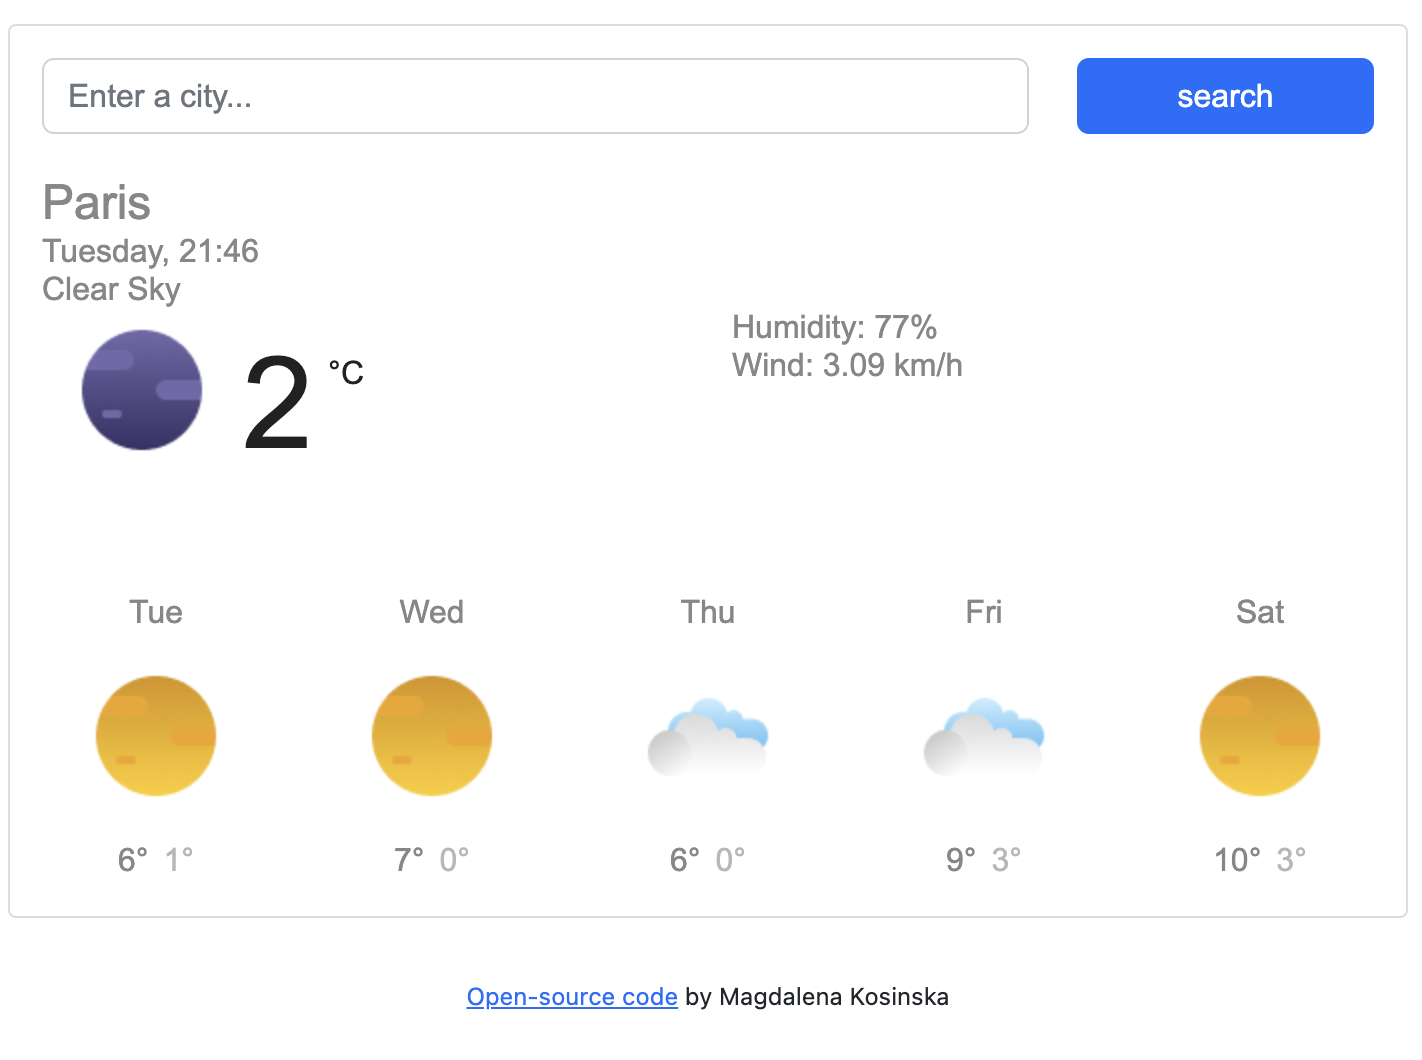 Enter a city...
search
Paris
Tuesday, 21:46
Clear Sky
2 °C
Humidity: 77%
Wind: 3.09 km/h
Tue Wed Thu Fri Sat
6° 1° 7° 0° 6° 0° 9° 3° 10° 3°
Open-source code by Magdalena Kosinska